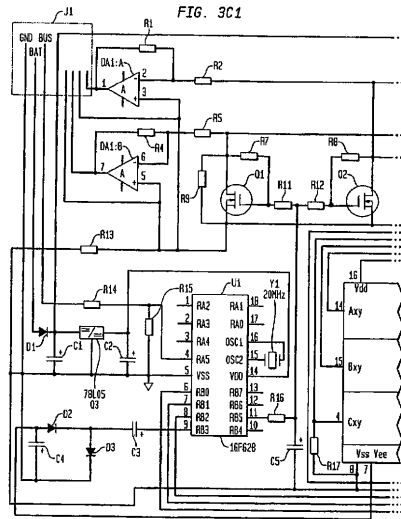 FIG. 3C1
J1
GND BUS
BAT
R1
DA1:A
2
1 A
3
R2
DA1:B
R4
R5
6
7 A
5
R7
R8
R9
Q1
R11
R12
Q2
R13
16
Vdd
14 Axy
U1
R14
R15
Y1
20MHz
1 RA2 RA1 18
2 RA3 RA0 17
3 RA4 OSC1 16
4 RA5 OSC2 15
5 VSS VDD 14
6 RB0 RB7 13
7 RB1 RB6 12
8 RB2 RB5 11
9 RB3 RB4 10
16F628
D1
C1
C2
78L05
Q3
15 Bxy
R16
4 Cxy
D2
C3
D3
C4
C5
R17
Vss Vee
8 7